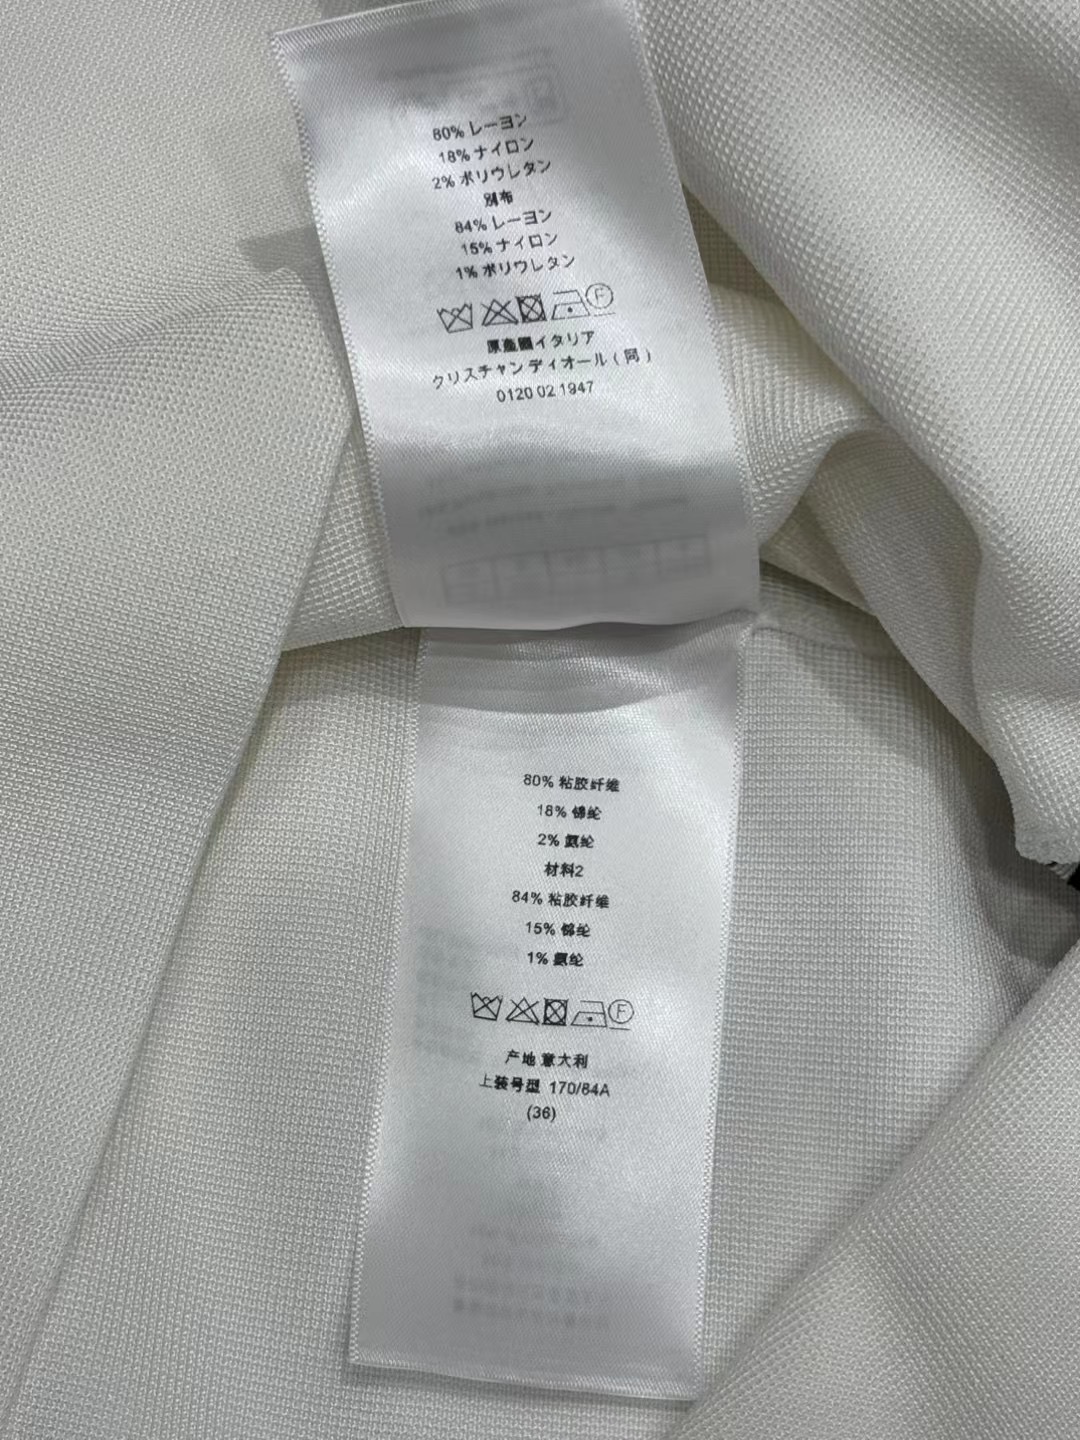 80% レーヨン
18% ナイロン
2% ポリウレタン
別布
84% レーヨン
15% ナイロン
1% ポリウレタン
F
原産國イタリア
クリスチャン ディオール (同)
0120 02 1947
80% 粘胶纤维
18% 锦纶
2% 氨纶
材料2
84% 粘胶纤维
15% 锦纶
1% 氨纶
F
产地 意大利
上装号型 170/84A
(36)